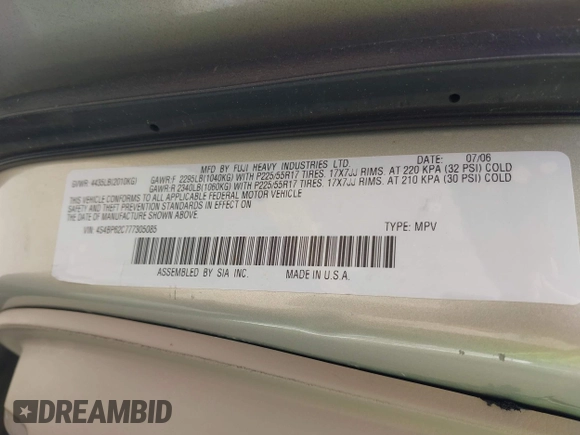 MFD. BY FUJI HEAVY INDUSTRIES LTD. DATE: 07/06
GVWR: 4435LB(2010KG) GAWR:F 2295LB(1040KG) WITH P225/55R17 TIRES. 17X7JJ RIMS. AT 220 KPA (32 PSI) COLD
GAWR:R 2340LB(1060KG) WITH P225/55R17 TIRES. 17X7JJ RIMS. AT 210 KPA (30 PSI) COLD
THIS VEHICLE CONFORMS TO ALL APPLICABLE FEDERAL MOTOR VEHICLE
SAFETY AND THEFT PREVENTION STANDARDS IN EFFECT ON
THE DATE OF MANUFACTURE SHOWN ABOVE.
VIN: 4S4BP62C777305085 TYPE: MPV
ASSEMBLED BY SIA INC. MADE IN U.S.A.
DREAMBID